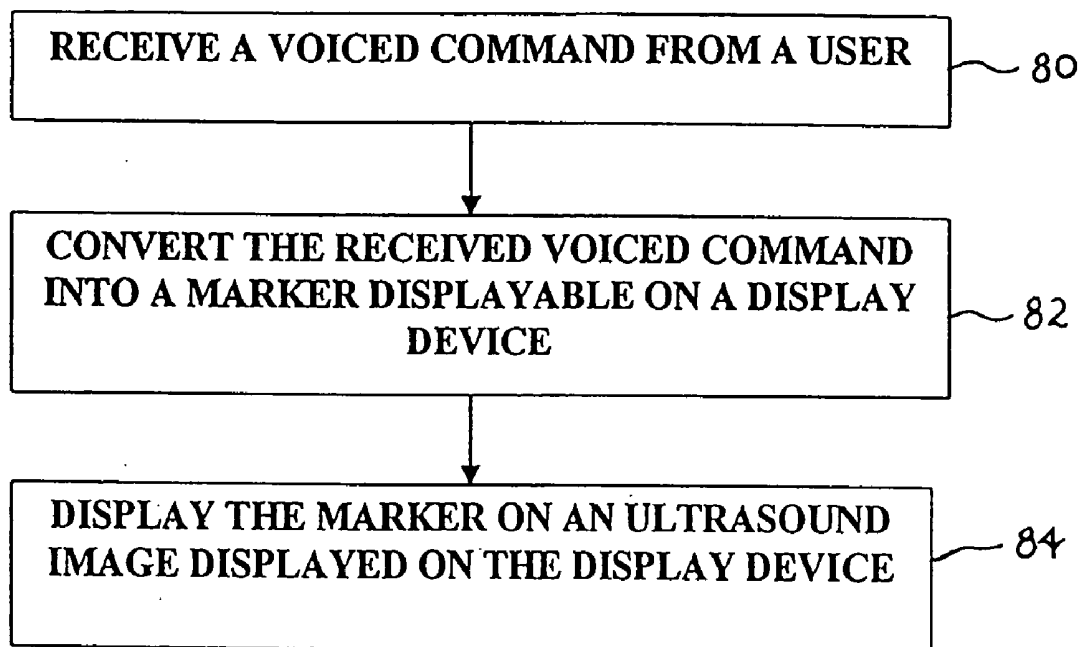 RECEIVE A VOICED COMMAND FROM A USER
80
CONVERT THE RECEIVED VOICED COMMAND
INTO A MARKER DISPLAYABLE ON A DISPLAY
DEVICE
82
DISPLAY THE MARKER ON AN ULTRASOUND
IMAGE DISPLAYED ON THE DISPLAY DEVICE
84